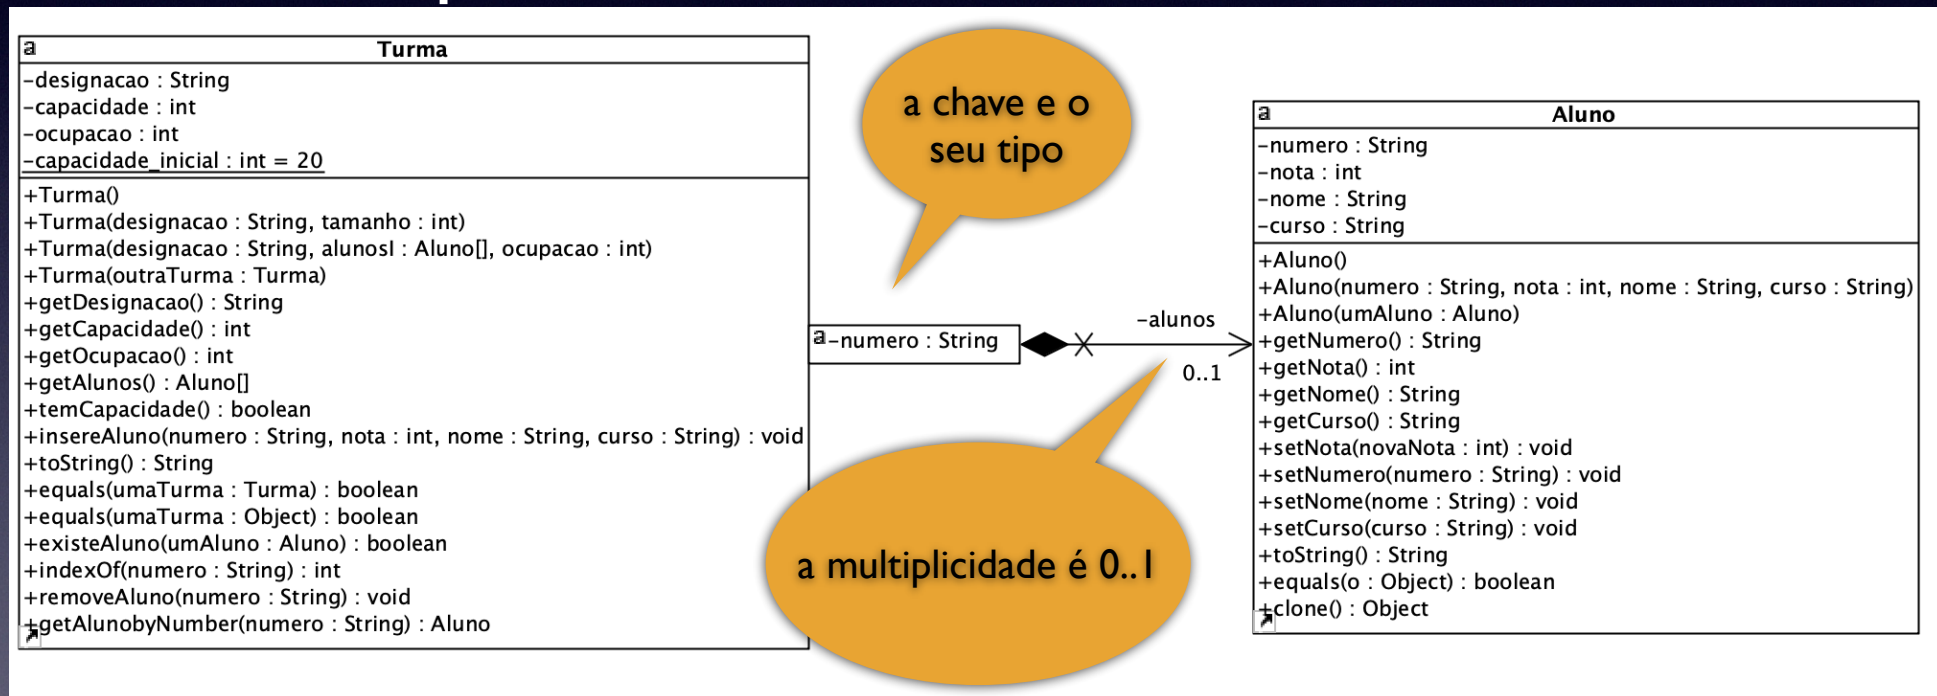 Turma
-designacao : String
-capacidade : int
-ocupacao : int
-capacidade_inicial : int = 20
+Turma()
+Turma(designacao : String, tamanho : int)
+Turma(designacao : String, alunosI : Aluno[], ocupacao : int)
+Turma(outraTurma : Turma)
+getDesignacao() : String
+getCapacidade() : int
+getOcupacao() : int
+getAlunos() : Aluno[]
+temCapacidade() : boolean
+insereAluno(numero : String, nota : int, nome : String, curso : String) : void
+toString() : String
+equals(umaTurma : Turma) : boolean
+equals(umaTurma : Object) : boolean
+existeAluno(umAluno : Aluno) : boolean
+indexOf(numero : String) : int
+removeAluno(numero : String) : void
+getAlunobyNumber(numero : String) : Aluno
a chave e o
seu tipo
-numero : String
-alunos
0..1
a multiplicidade é 0..1
Aluno
-numero : String
-nota : int
-nome : String
-curso : String
+Aluno()
+Aluno(numero : String, nota : int, nome : String, curso : String)
+Aluno(umAluno : Aluno)
+getNumero() : String
+getNota() : int
+getNome() : String
+getCurso() : String
+setNota(novaNota : int) : void
+setNumero(numero : String) : void
+setNome(nome : String) : void
+setCurso(curso : String) : void
+toString() : String
+equals(o : Object) : boolean
+clone() : Object